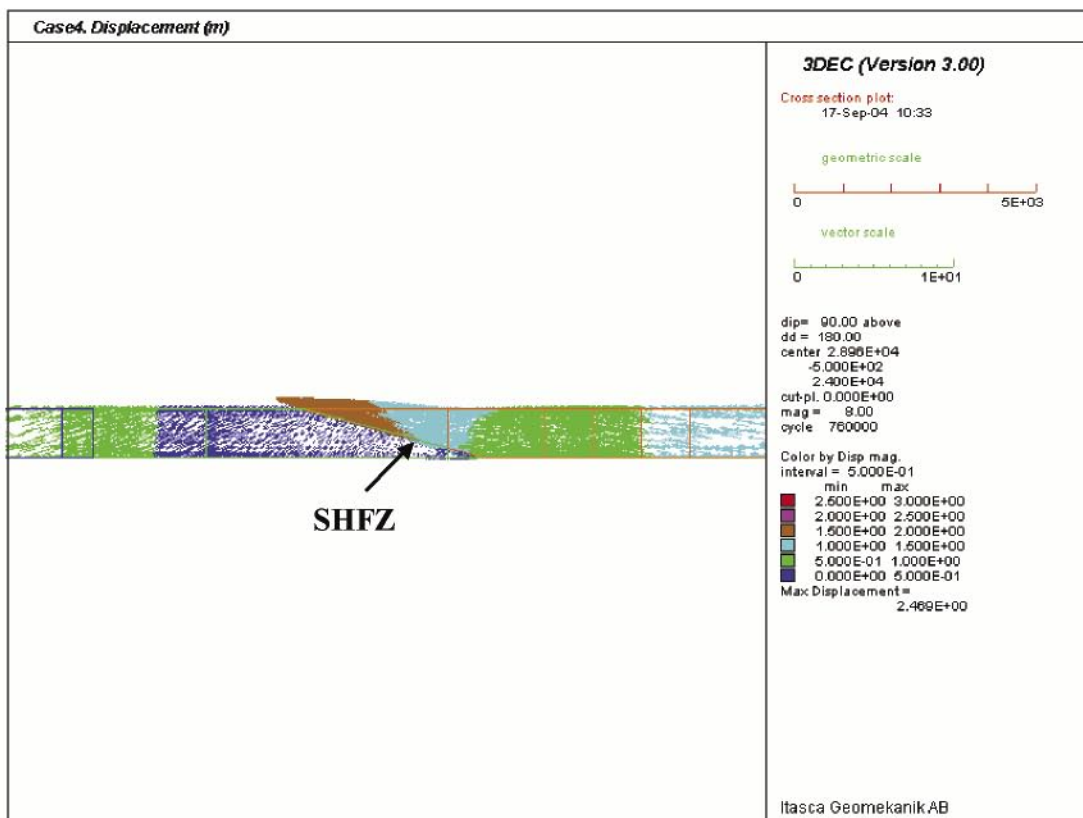 Case4. Displacement (m)
3DEC (Version 3.00)
Cross section plot:
17-Sep-04 10:33
geometric scale
0 5E+03
vector scale
0 1E+01
dip= 90.00 above
dd = 180.00
center 2.896E+04
-5.000E+02
2.400E+04
cut-pl. 0.000E+00
mag = 8.00
cycle 760000
Color by Disp mag.
interval = 5.000E-01
min max
2.500E+00 3.000E+00
2.000E+00 2.500E+00
1.500E+00 2.000E+00
1.000E+00 1.500E+00
5.000E-01 1.000E+00
0.000E+00 5.000E-01
Max Displacement =
2.469E+00
SHFZ
Itasca Geomekanik AB